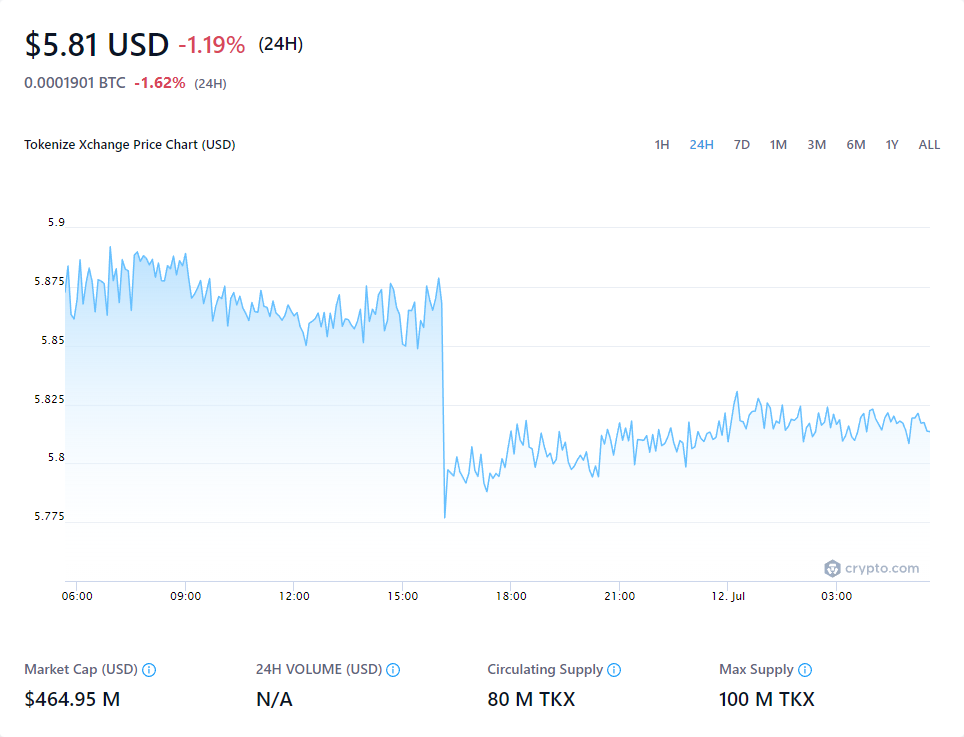 $5.81 USD -1.19% (24H)
0.0001901 BTC -1.62% (24H)
Tokenize Xchange Price Chart (USD)
1H 24H 7D 1M 3M 6M 1Y ALL
5.9
5.875
5.85
5.825
5.8
5.775
crypto.com
06:00 09:00 12:00 15:00 18:00 21:00 12. Jul 03:00
Market Cap (USD) 24H VOLUME (USD) Circulating Supply Max Supply
$464.95 M N/A 80 M TKX 100 M TKX